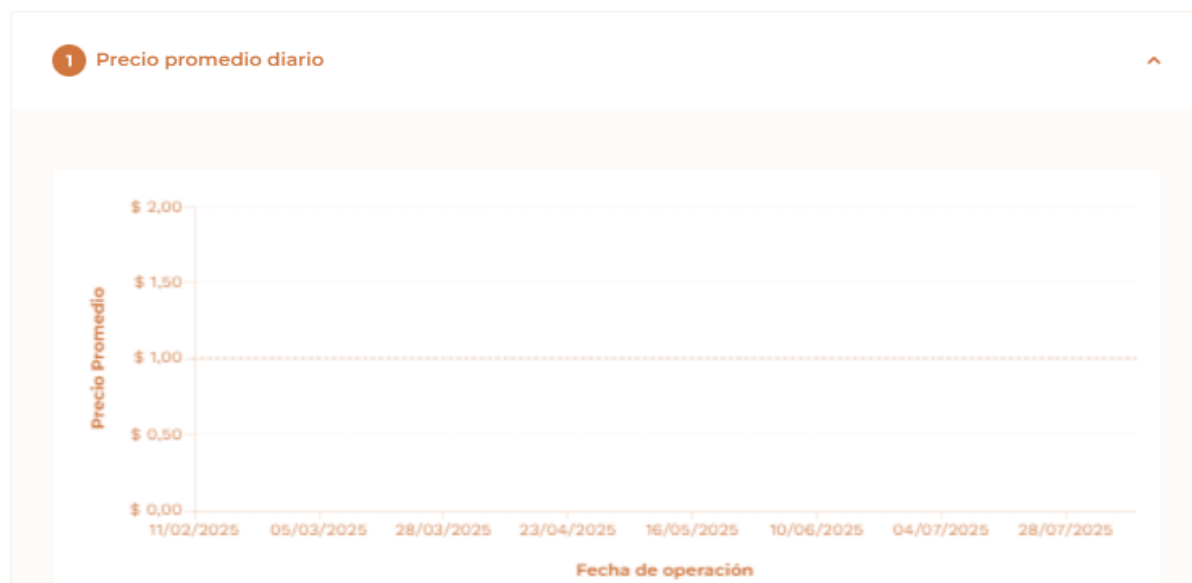 1 Precio promedio diario
$ 2,00
$ 1,50
$ 1,00
$ 0,50
$ 0,00
Precio Promedio
11/02/2025 05/03/2025 28/03/2025 23/04/2025 16/05/2025 10/06/2025 04/07/2025 28/07/2025
Fecha de operación